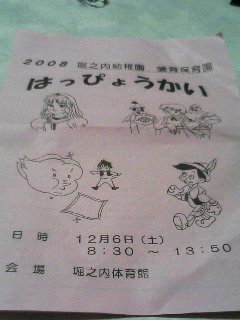 2008 堀之内幼稚園 愛育保育園
はっぴょうかい
日 時 12月6日(土)
8:30 ～ 13:50
会 場 堀之内体育館